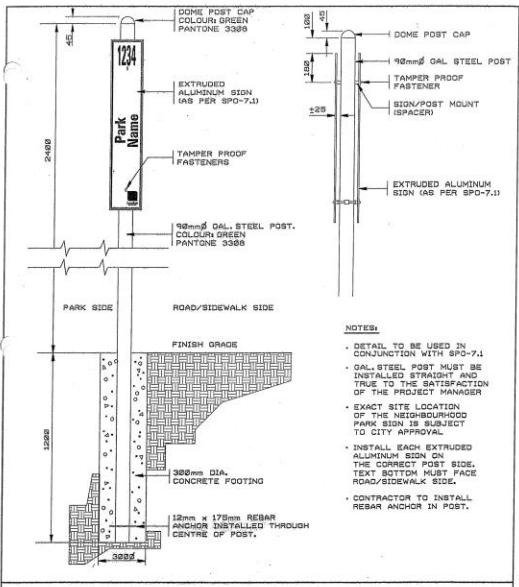 DOME POST CAP
COLOUR: GREEN
PANTONE 3308
45
1234
EXTRUDED
ALUMINUM SIGN
(AS PER SPO-7.1)
Park
Name
2400
TAMPER PROOF
FASTENERS
90mmØ GAL. STEEL POST.
COLOUR: GREEN
PANTONE 3308
PARK SIDE
ROAD/SIDEWALK SIDE
FINISH GRADE
1200
300mm DIA.
CONCRETE FOOTING
12mm x 175mm REBAR
ANCHOR INSTALLED THROUGH
CENTRE OF POST.
3000
100
45
DOME POST CAP
180
90mmØ GAL STEEL POST
TAMPER PROOF
FASTENER
SIGN/POST MOUNT
(SPACER)
±25
EXTRUDED ALUMINUM
SIGN (AS PER SPO-7.1)
NOTES:
• DETAIL TO BE USED IN
CONJUNCTION WITH SPO-7.1
• GAL. STEEL POST MUST BE
INSTALLED STRAIGHT AND
TRUE TO THE SATISFACTION
OF THE PROJECT MANAGER
• EXACT SITE LOCATION
OF THE NEIGHBOURHOOD
PARK SIGN IS SUBJECT
TO CITY APPROVAL
• INSTALL EACH EXTRUDED
ALUMINUM SIGN ON
THE CORRECT POST SIDE.
TEXT BOTTOM MUST FACE
ROAD/SIDEWALK SIDE.
• CONTRACTOR TO INSTALL
REBAR ANCHOR IN POST.